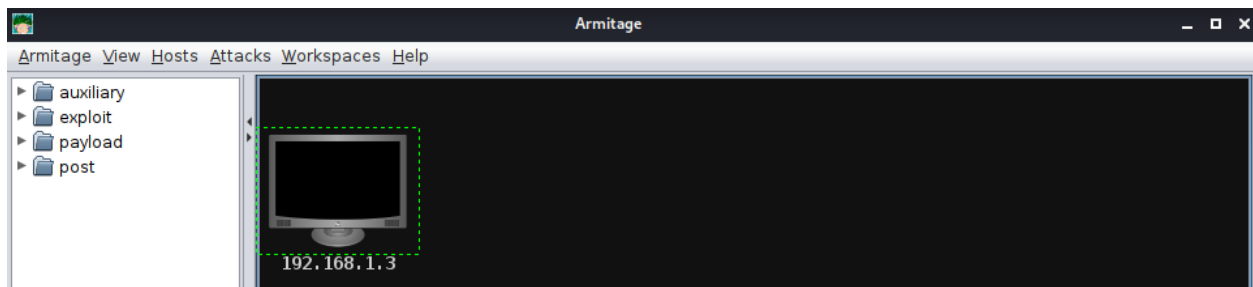 Armitage
Armitage View Hosts Attacks Workspaces Help
auxiliary
exploit
payload
post
192.168.1.3